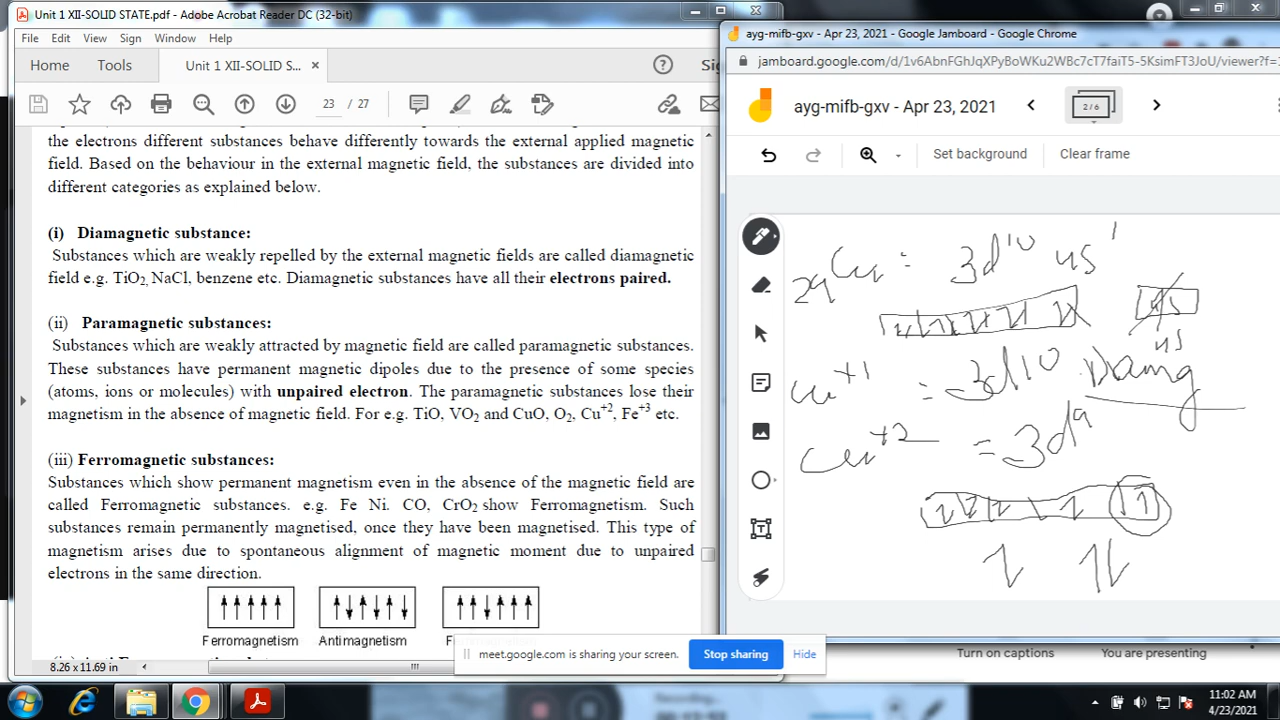 Unit 1 XII-SOLID STATE.pdf - Adobe Acrobat Reader DC (32-bit)
File Edit View Sign Window Help
Home Tools Unit 1 XII-SOLID S... ×
23 / 27
the electrons different substances behave differently towards the external applied magnetic
field. Based on the behaviour in the external magnetic field, the substances are divided into
different categories as explained below.
(i) Diamagnetic substance:
Substances which are weakly repelled by the external magnetic fields are called diamagnetic
field e.g. TiO2, NaCl, benzene etc. Diamagnetic substances have all their electrons paired.
(ii) Paramagnetic substances:
Substances which are weakly attracted by magnetic field are called paramagnetic substances.
These substances have permanent magnetic dipoles due to the presence of some species
(atoms, ions or molecules) with unpaired electron. The paramagnetic substances lose their
magnetism in the absence of magnetic field. For e.g. TiO, VO2 and CuO, O2, Cu+2, Fe+3 etc.
(iii) Ferromagnetic substances:
Substances which show permanent magnetism even in the absence of the magnetic field are
called Ferromagnetic substances. e.g. Fe Ni. CO, CrO2 show Ferromagnetism. Such
substances remain permanently magnetised, once they have been magnetised. This type of
magnetism arises due to spontaneous alignment of magnetic moment due to unpaired
electrons in the same direction.
Ferromagnetism Antimagnetism
8.26 x 11.69 in
ayg-mifb-gxv - Apr 23, 2021 - Google Jamboard - Google Chrome
jamboard.google.com/d/1v6AbnFGhJqXPyBoWKu2WBc7cT7faiT5-5KsimFT3JoU/viewer?f=
ayg-mifb-gxv - Apr 23, 2021 2 / 6
Set background Clear frame
29Cu : 3d10 4s1
4s
Cu+1 = 3d10 Diamg
Cu+2 = 3d9
meet.google.com is sharing your screen. Stop sharing Hide
Turn on captions You are presenting
11:02 AM
4/23/2021